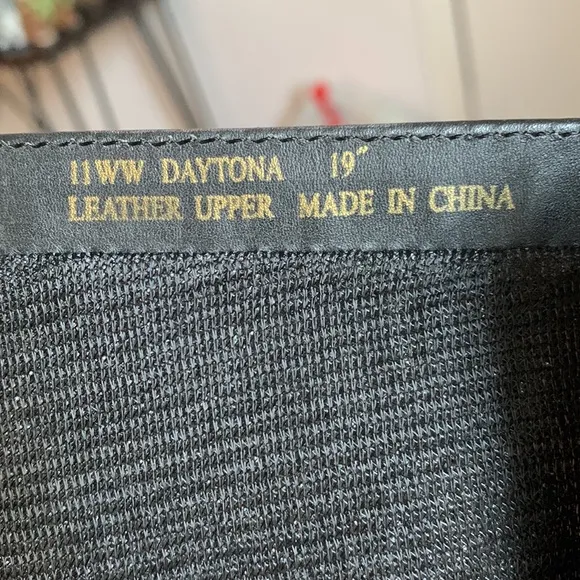 11WW DAYTONA 19"
LEATHER UPPER MADE IN CHINA